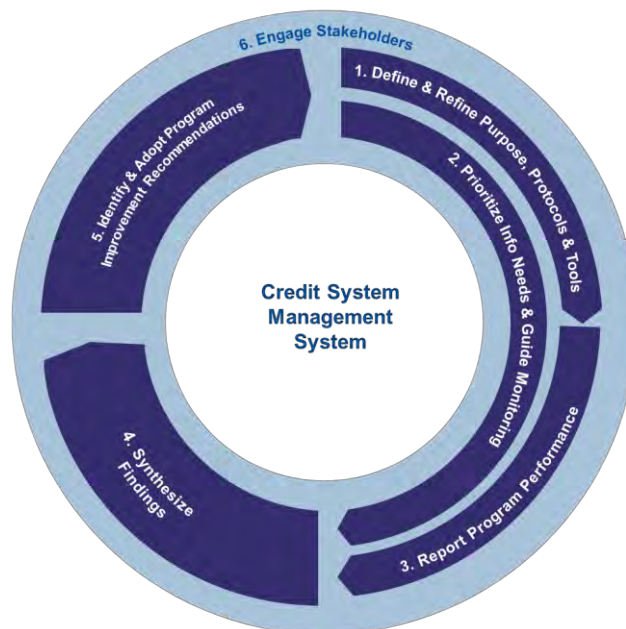 6. Engage Stakeholders
1. Define & Refine Purpose, Protocols & Tools
2. Prioritize Info Needs & Guide Monitoring
3. Report Program Performance
4. Synthesize
Findings
5. Identify & Adopt Program
Improvement Recommendations
Credit System
Management
System